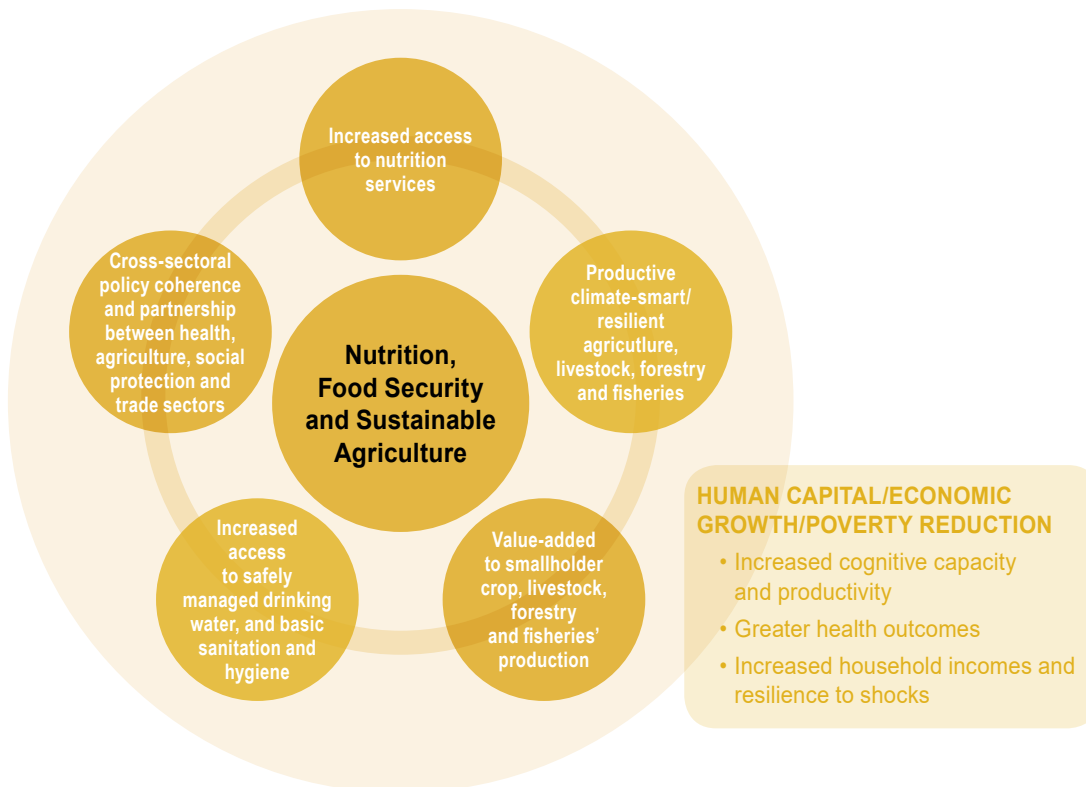 Increased access
to nutrition
services
Cross-sectoral
policy coherence
and partnership
between health,
agriculture, social
protection and
trade sectors
Productive
climate-smart/
resilient
agricutlure,
livestock, forestry
and fisheries
Nutrition,
Food Security
and Sustainable
Agriculture
Increased
access
to safely
managed drinking
water, and basic
sanitation and
hygiene
Value-added
to smallholder
crop, livestock,
forestry
and fisheries’
production
HUMAN CAPITAL/ECONOMIC
GROWTH/POVERTY REDUCTION
• Increased cognitive capacity
and productivity
• Greater health outcomes
• Increased household incomes and
resilience to shocks